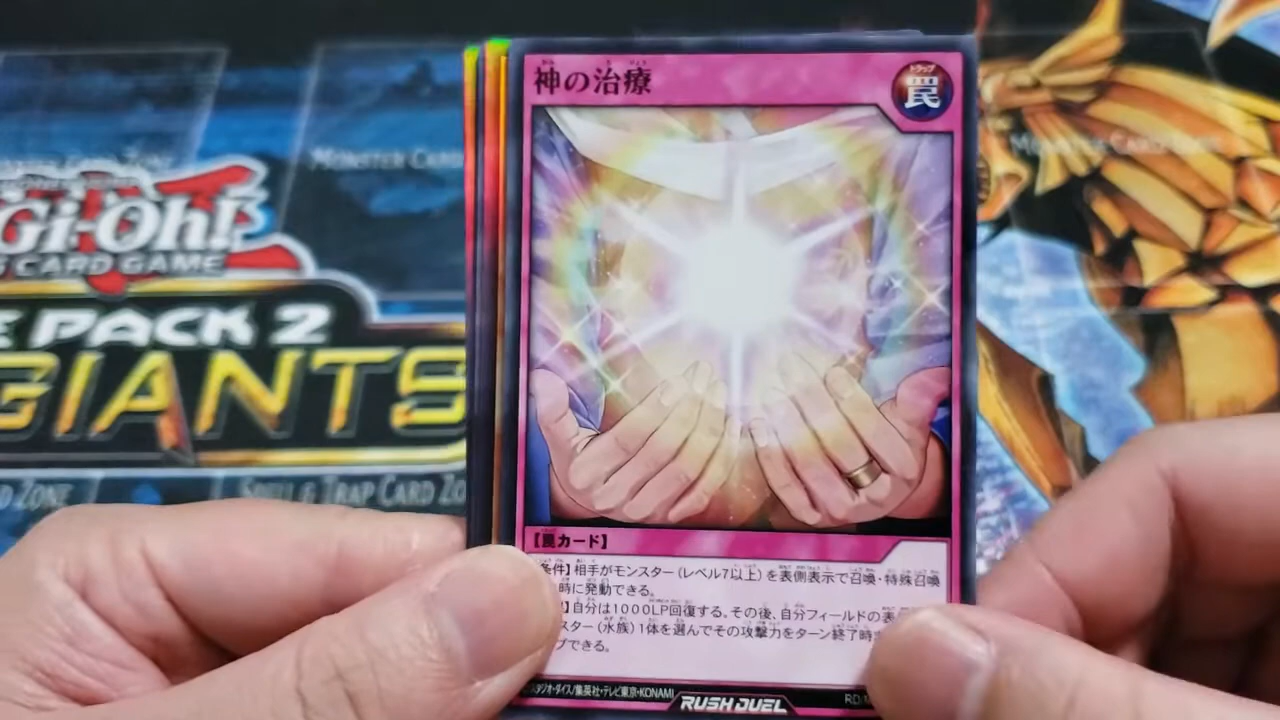 神の治療
トラップ
罠
【罠カード】
条件】相手がモンスター(レベル7以上)を表側表示で召喚・特殊召喚
時に発動できる。
】自分は1000LP回復する。その後、自分フィールドの表
スター(水族)1体を選んでその攻撃力をターン終了時
プできる。
スタジオ・ダイス/集英社・テレビ東京・KONAMI
RUSH DUEL
RD/
MONSTER CARD
Gi-Oh!
CARD GAME
PACK 2
GIANTS
ZONE
SPELL & TRAP CARD ZO
MONSTER CARD